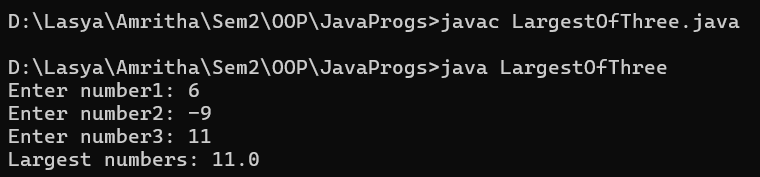 D:\Lasya\Amritha\Sem2\OOP\JavaProgs>javac LargestOfThree.java
D:\Lasya\Amritha\Sem2\OOP\JavaProgs>java LargestOfThree
Enter number1: 6
Enter number2: -9
Enter number3: 11
Largest numbers: 11.0